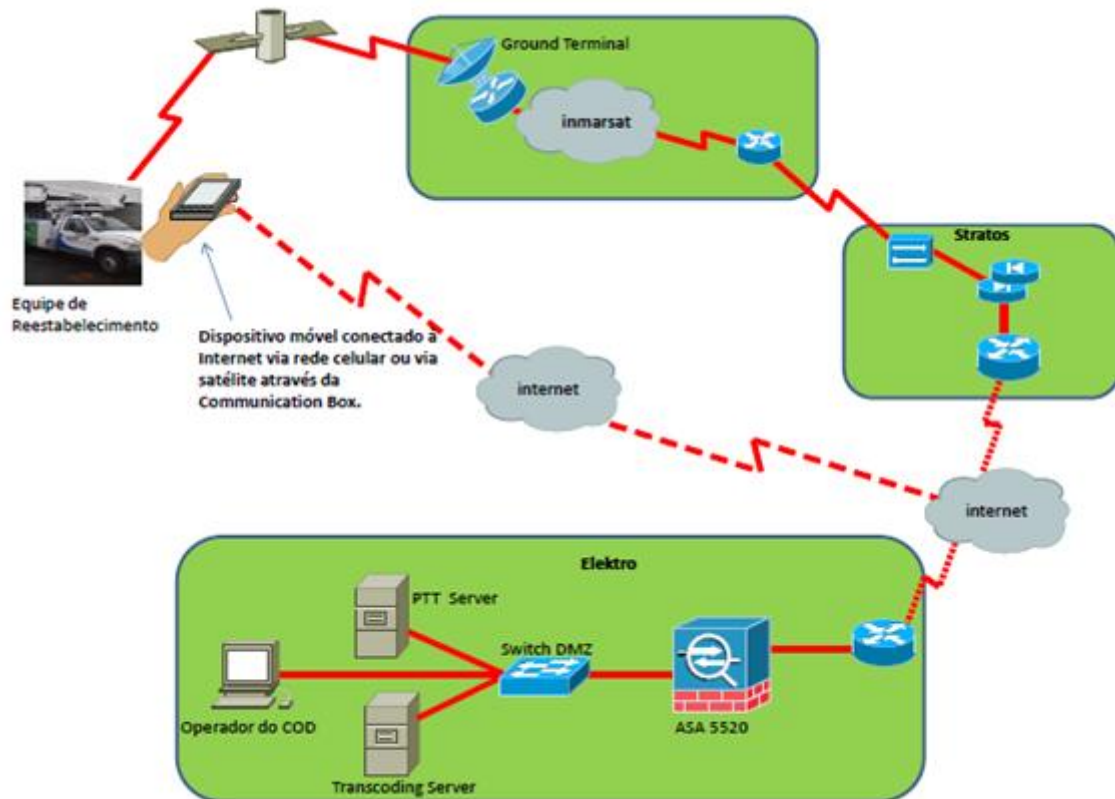 Ground Terminal
inmarsat
Stratos
Equipe de
Reestabelecimento
Dispositivo móvel conectado a
Internet via rede celular ou via
satélite através da
Communication Box.
internet
internet
Elektro
PTT Server
Switch DMZ
Operador do COD
ASA 5520
Transcoding Server